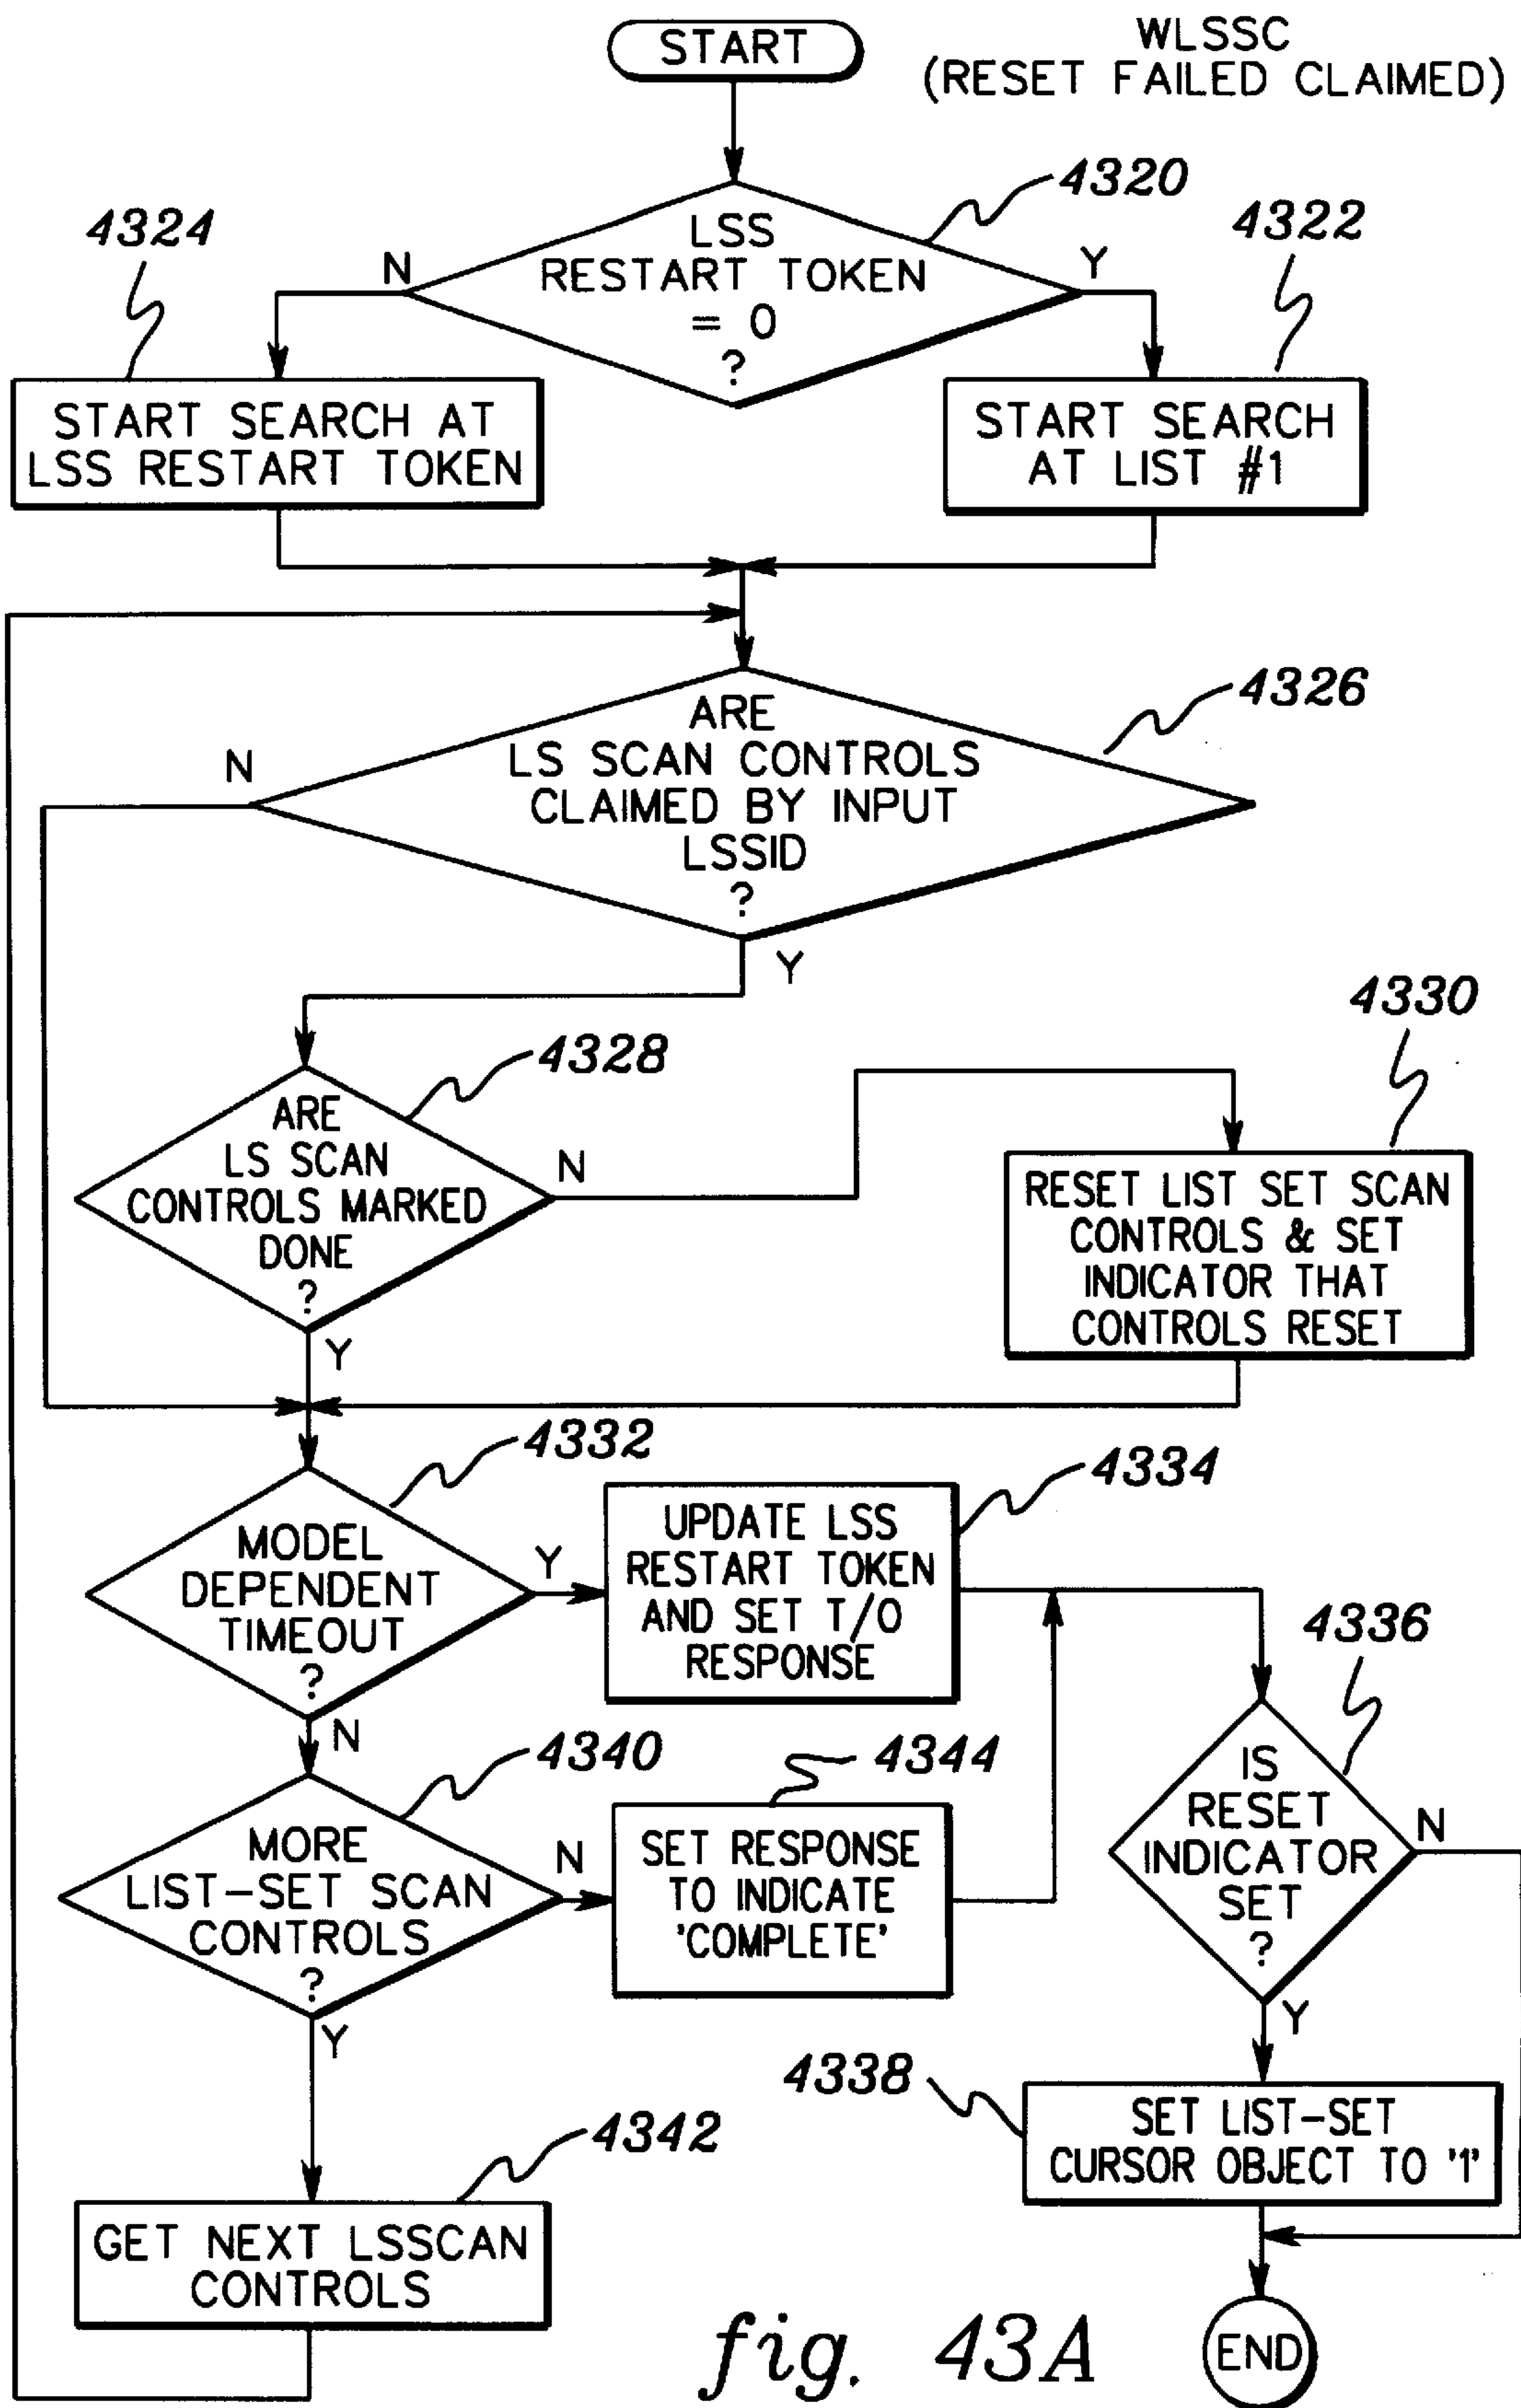 START
WLSSC
(RESET FAILED CLAIMED)
4320
4324
4322
N
LSS
RESTART TOKEN
= 0
?
Y
START SEARCH AT
LSS RESTART TOKEN
START SEARCH
AT LIST #1
4326
N
ARE
LS SCAN CONTROLS
CLAIMED BY INPUT
LSSID
?
Y
4330
4328
ARE
LS SCAN
CONTROLS MARKED
DONE
?
N
Y
RESET LIST SET SCAN
CONTROLS & SET
INDICATOR THAT
CONTROLS RESET
4332
4334
MODEL
DEPENDENT
TIMEOUT
?
Y
N
UPDATE LSS
RESTART TOKEN
AND SET T/O
RESPONSE
4336
4340
4344
MORE
LIST-SET SCAN
CONTROLS
?
N
Y
SET RESPONSE
TO INDICATE
'COMPLETE'
IS
RESET
INDICATOR
SET
?
N
Y
4338
SET LIST-SET
CURSOR OBJECT TO '1'
4342
GET NEXT LSSCAN
CONTROLS
END
fig. 43A